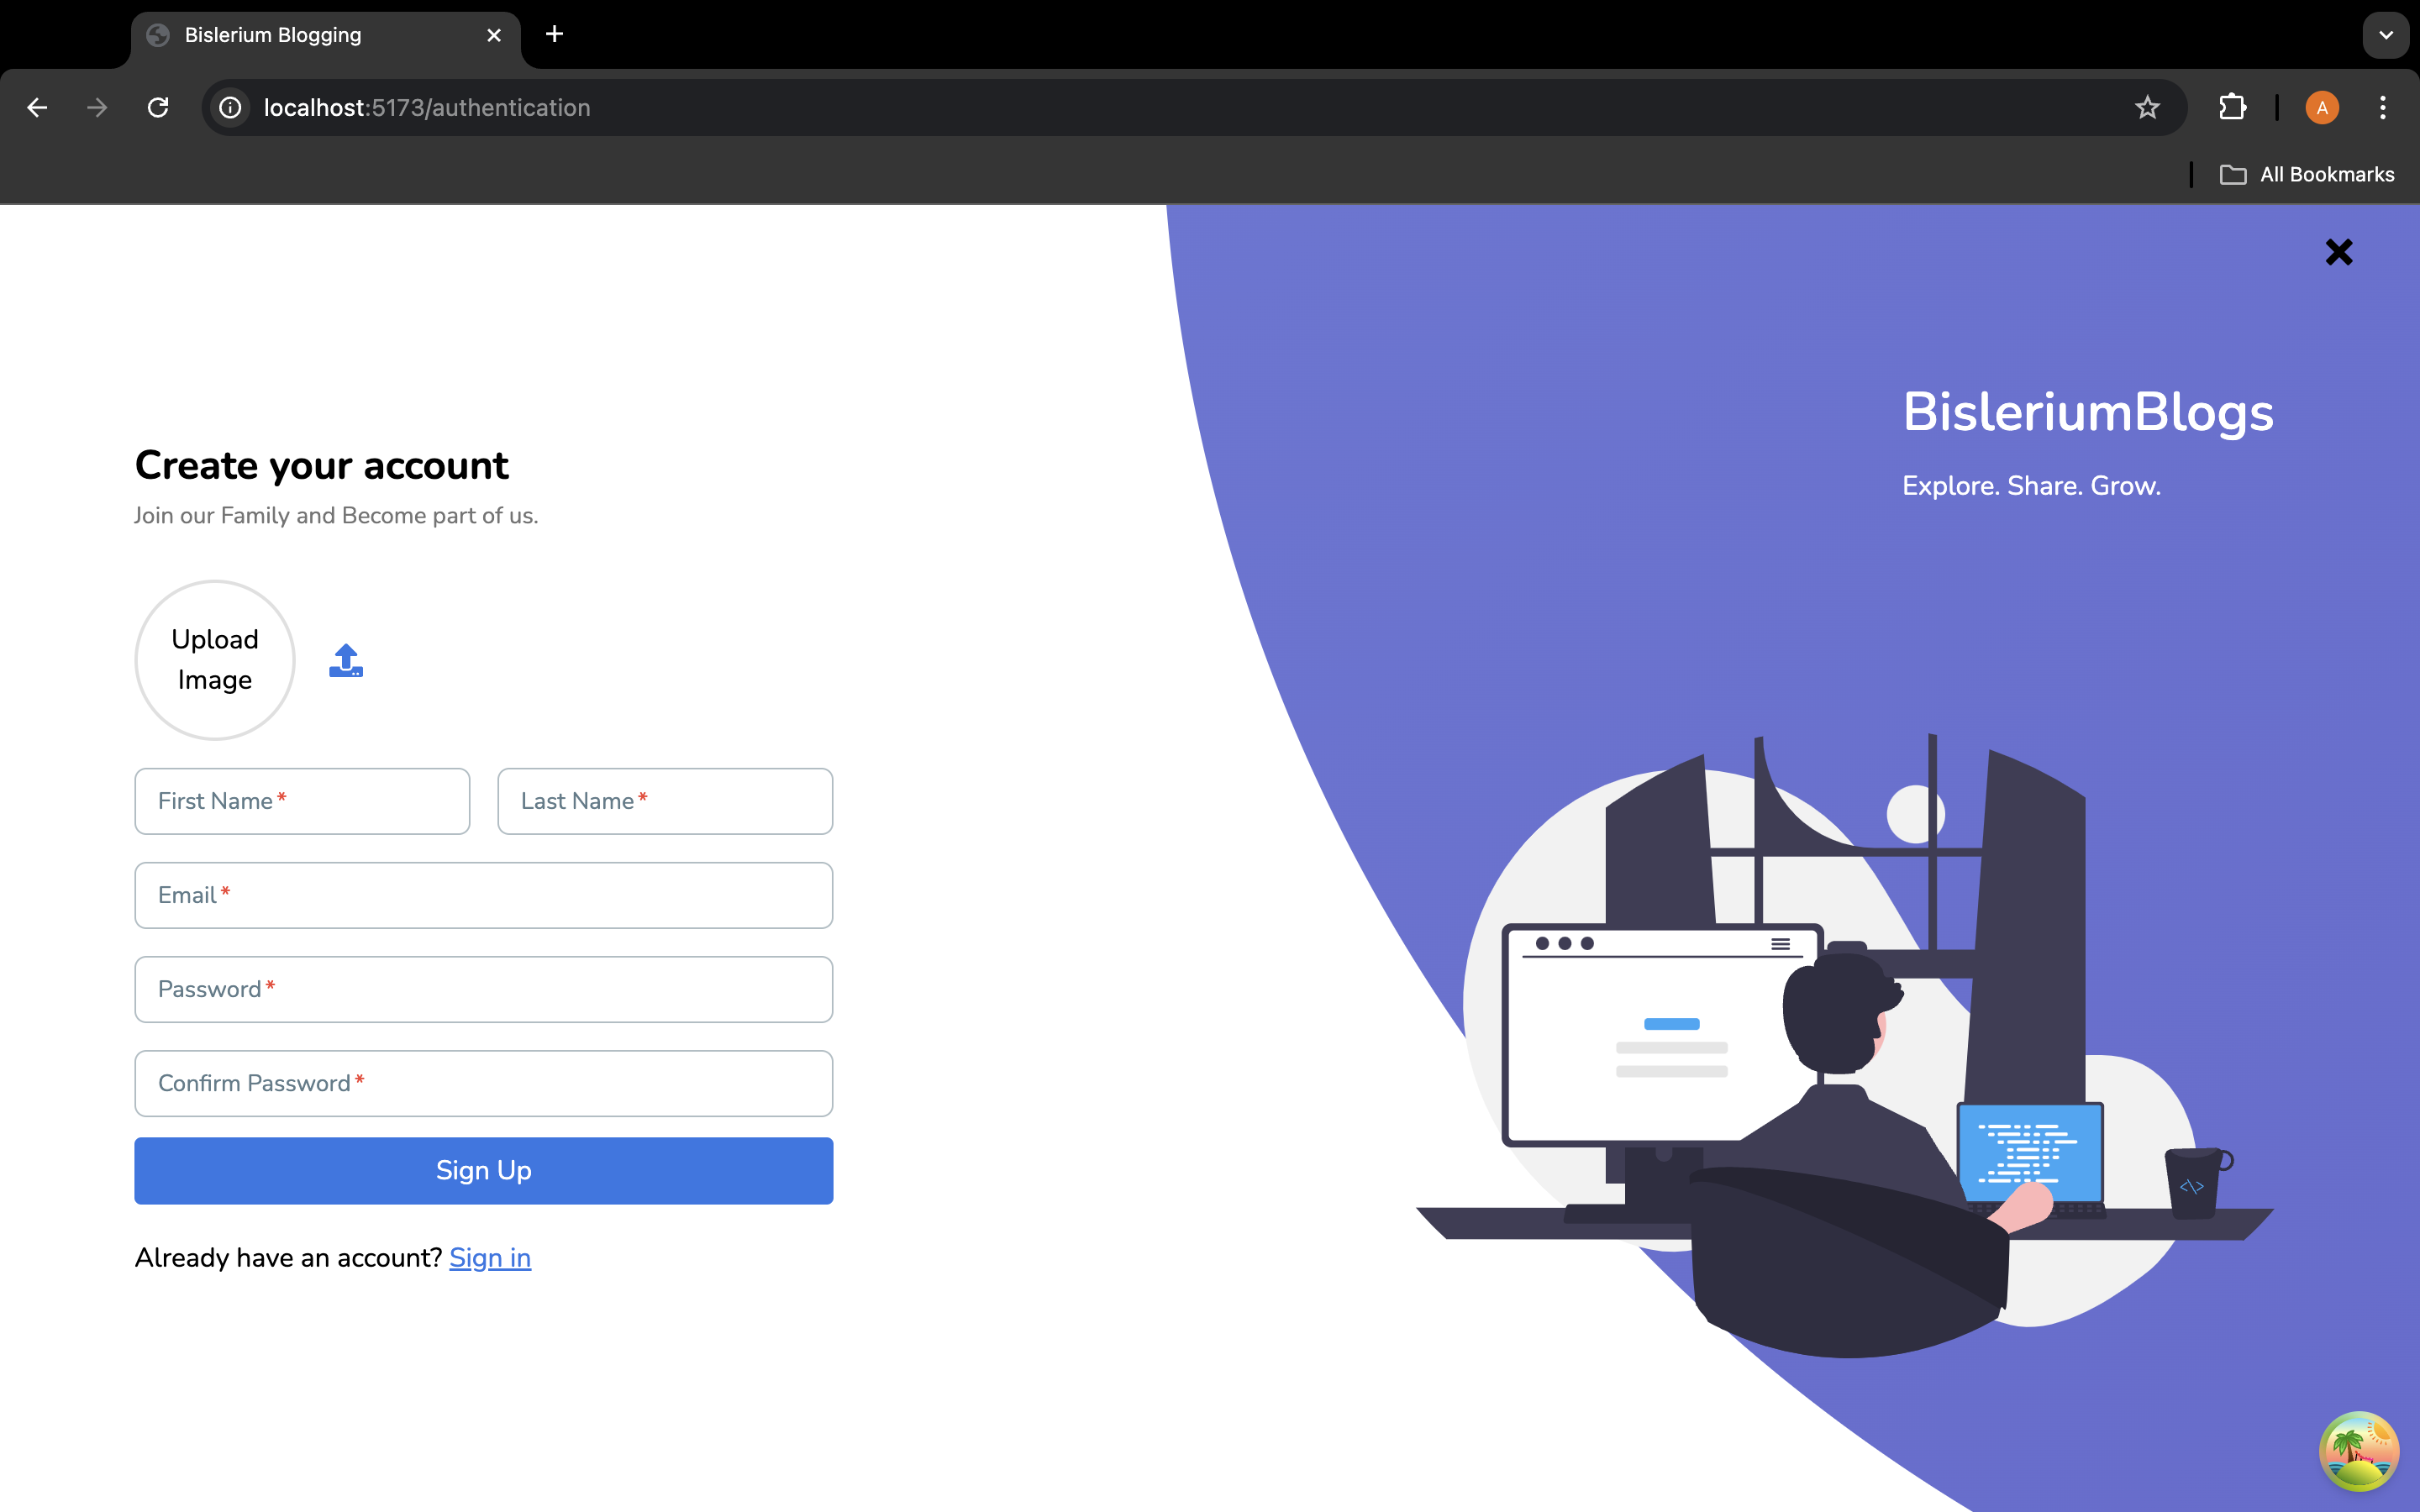 Bislerium Blogging
localhost:5173/authentication
A
All Bookmarks
BisleriumBlogs
Explore. Share. Grow.
Create your account
Join our Family and Become part of us.
Upload
Image
First Name*
Last Name*
Email*
Password*
Confirm Password*
Sign Up
Already have an account? Sign in
<\>